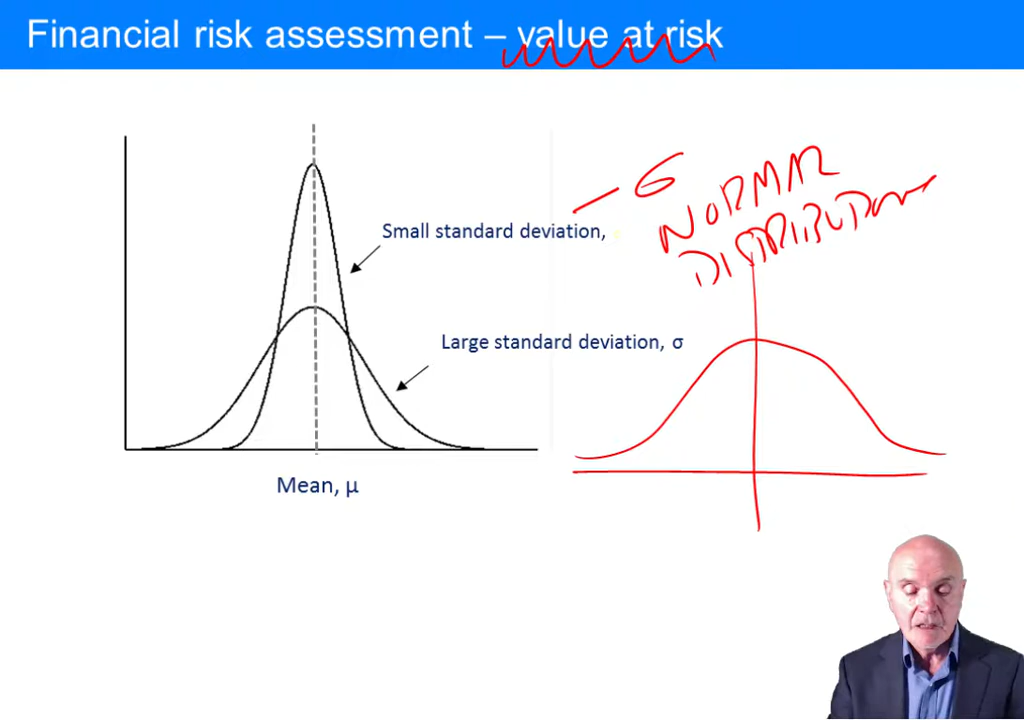 Financial risk assessment – value at risk
– σ
NORMAL
DISTRIBUTION
Small standard deviation,
Large standard deviation, σ
Mean, μ